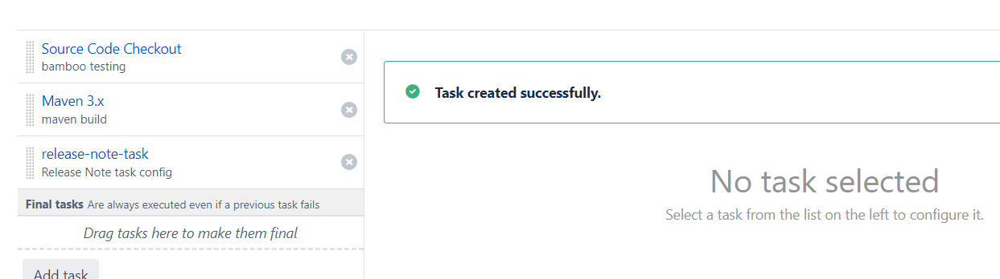 Source Code Checkout
bamboo testing
Maven 3.x
maven build
release-note-task
Release Note task config
Final tasks Are always executed even if a previous task fails
Drag tasks here to make them final
Add task
Task created successfully.
No task selected
Select a task from the list on the left to configure it.